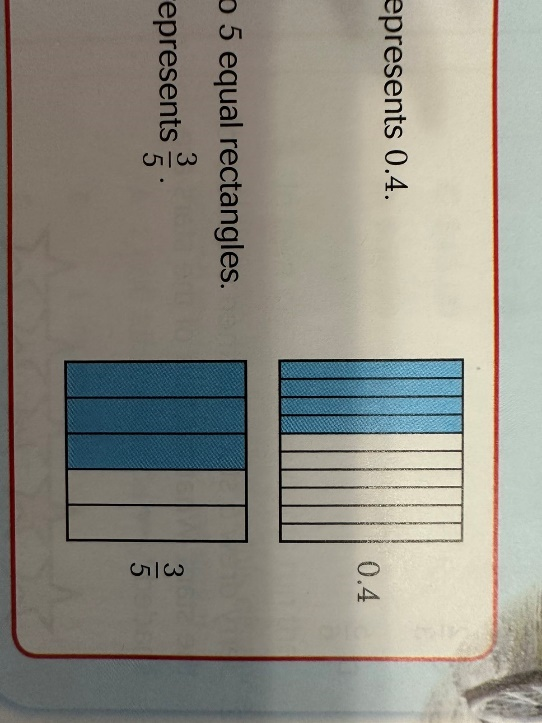 epresents 0.4.
0.4
o 5 equal rectangles.
epresents 3/5.
3/5